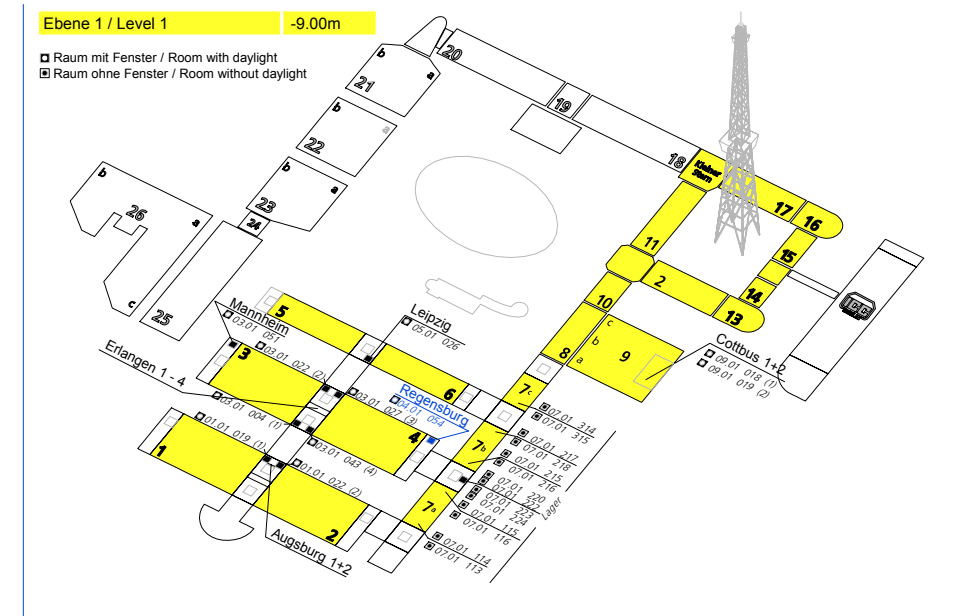 Ebene 1 / Level 1 -9.00m
Raum mit Fenster / Room with daylight
Raum ohne Fenster / Room without daylight
20
b
a
21
19
b
a
22
18
Kleiner
Stern
b
a
23
24
b
a
26
c
25
17
16
15
14
13
11
2
10
8
c
b
a
9
Cottbus 1+2
09.01 018 (1)
09.01 019 (2)
Leipzig
05.01 026
Mannheim
03.01 051
5
Erlangen 1 - 4
03.01 022 (2)
3
03.01 004 (1)
03.01 027 (3)
03.01 043 (4)
6
Regensburg
04.01 054
4
01.01 019 (1)
1
01.01 022 (2)
2
Augsburg 1+2
7c
7b
7a
07.01 314
07.01 315
07.01 217
07.01 218
07.01 215
07.01 216
07.01 220
07.01 222
07.01 223
07.01 224
Lager
07.01 115
07.01 116
07.01 114
07.01 113